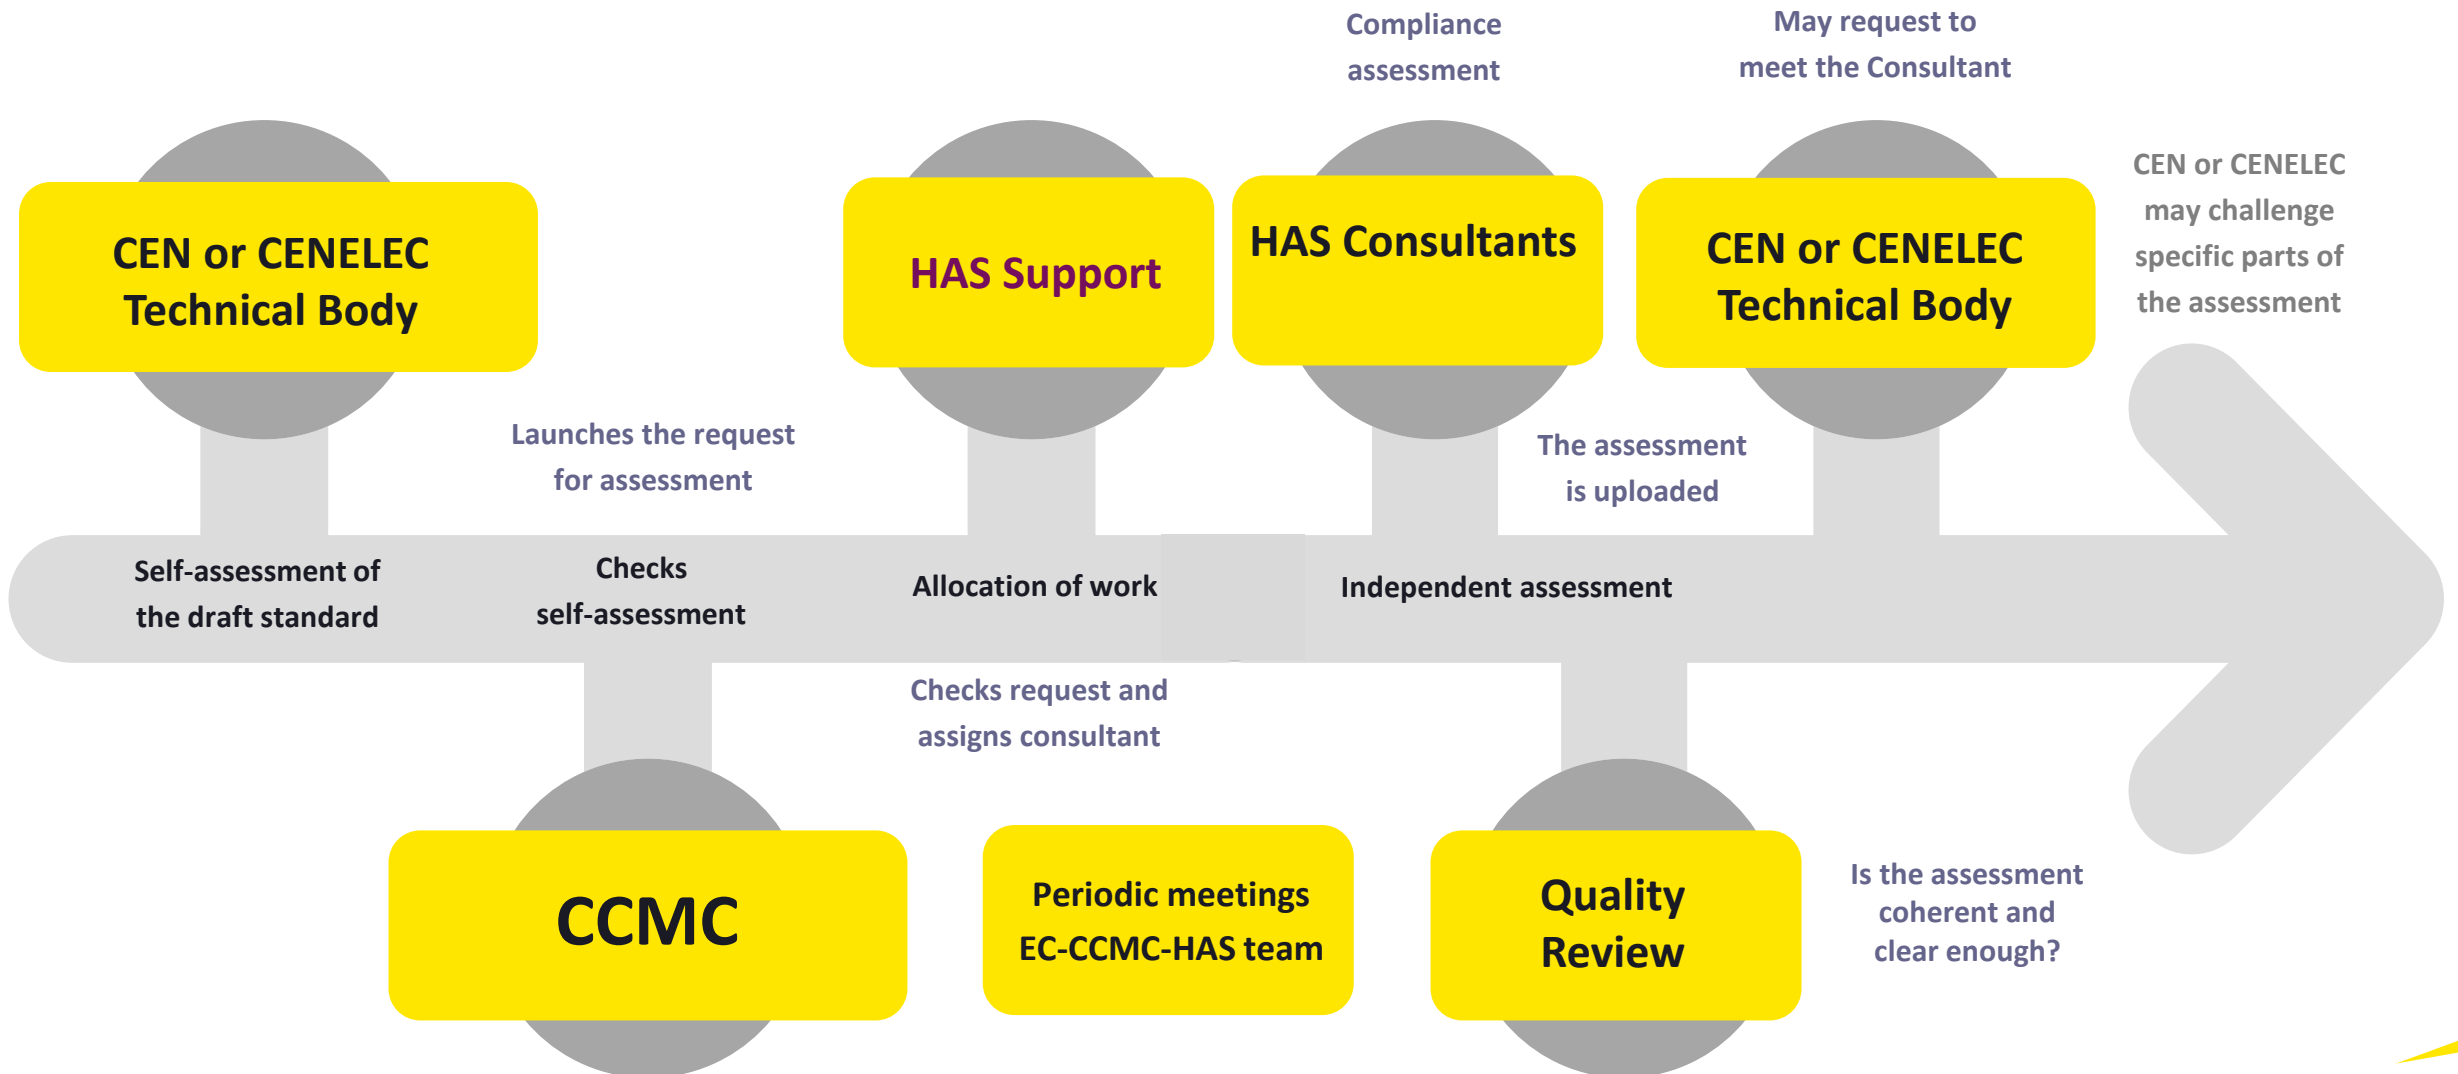 Compliance
assessment
May request to
meet the Consultant
CEN or CENELEC
Technical Body
HAS Support
HAS Consultants
CEN or CENELEC
Technical Body
CEN or CENELEC
may challenge
specific parts of
the assessment
Launches the request
for assessment
The assessment
is uploaded
Self-assessment of
the draft standard
Checks
self-assessment
Allocation of work
Independent assessment
Checks request and
assigns consultant
CCMC
Periodic meetings
EC-CCMC-HAS team
Quality
Review
Is the assessment
coherent and
clear enough?